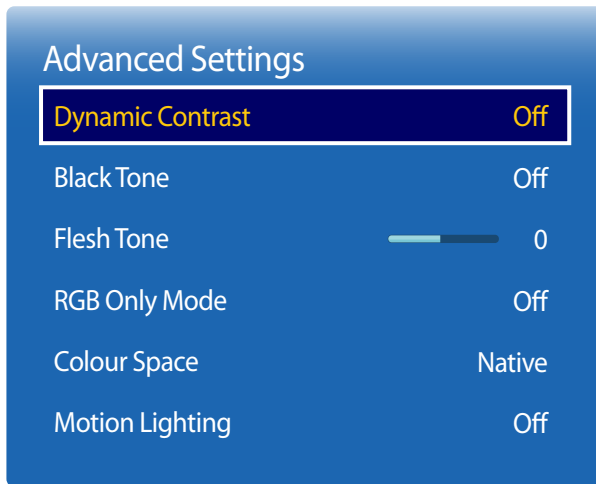 Advanced Settings
Dynamic Contrast Off
Black Tone Off
Flesh Tone 0
RGB Only Mode Off
Colour Space Native
Motion Lighting Off